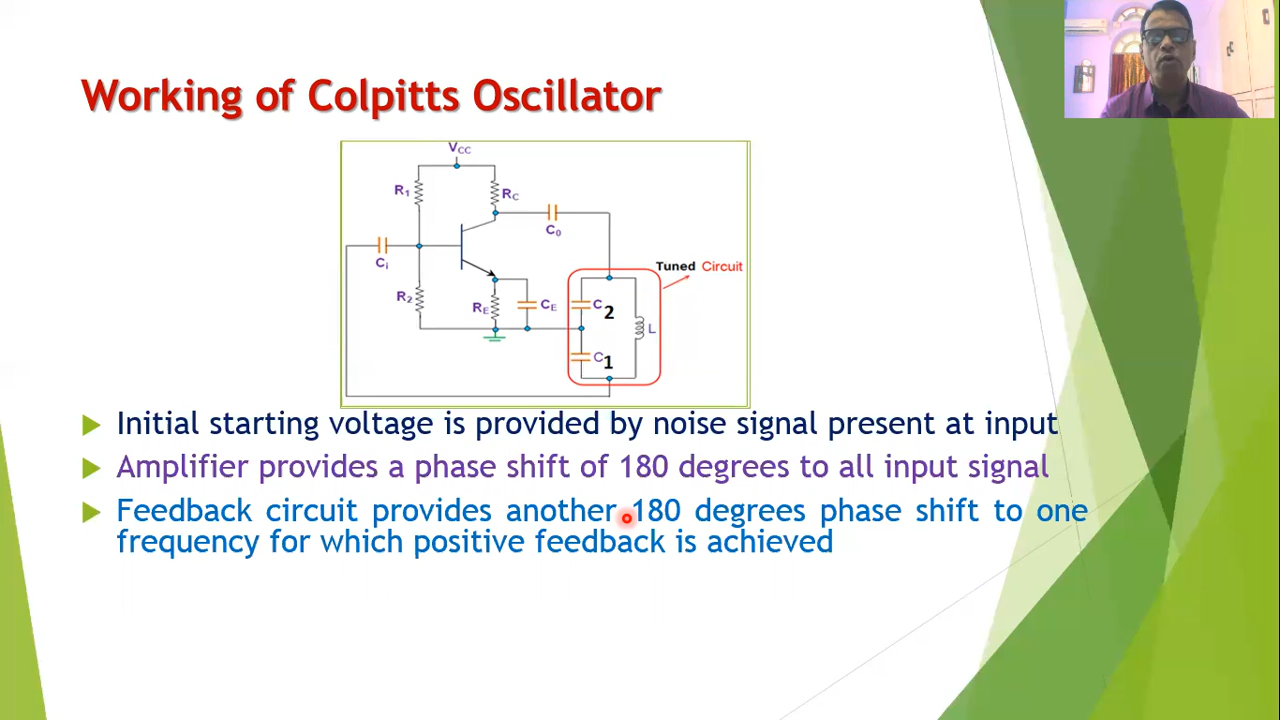 Working of Colpitts Oscillator
VCC
R1
RC
C0
Ci
Tuned Circuit
R2
RE
CE
C2
L
C1
Initial starting voltage is provided by noise signal present at input
Amplifier provides a phase shift of 180 degrees to all input signal
Feedback circuit provides another 180 degrees phase shift to one
frequency for which positive feedback is achieved